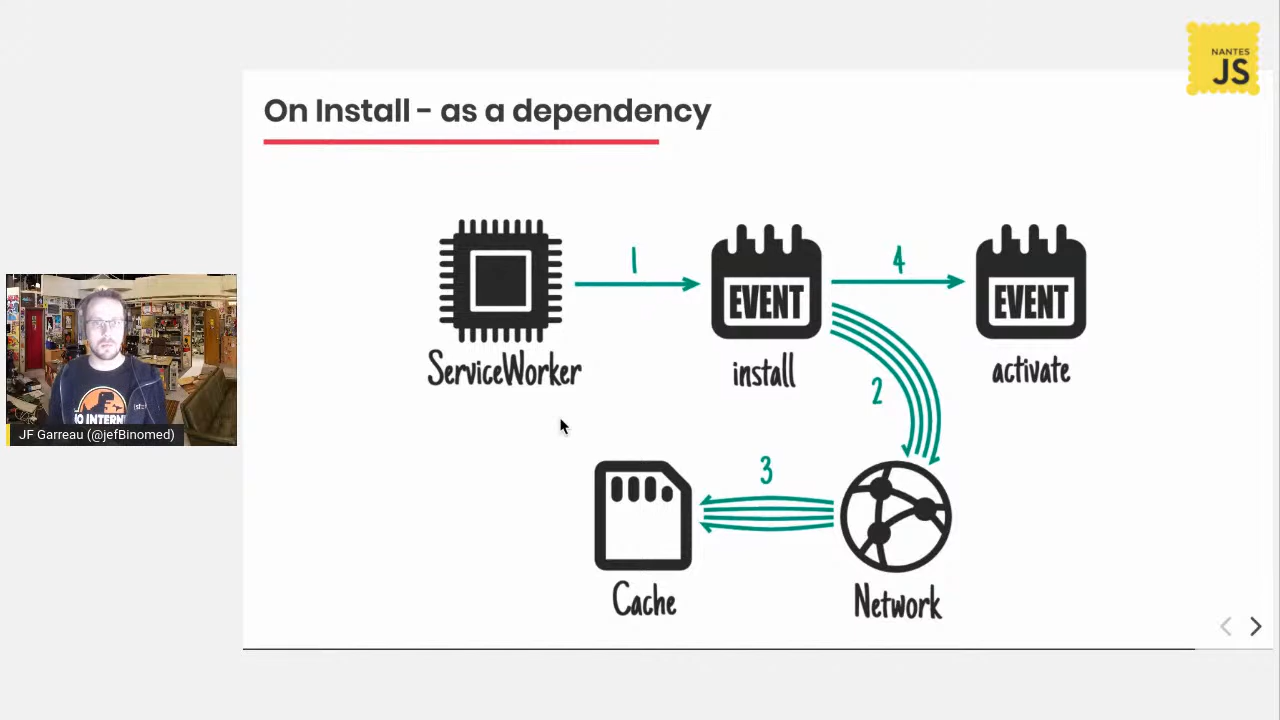 NANTES
JS
On Install - as a dependency
1
4
EVENT
EVENT
ServiceWorker
install
activate
2
3
Cache
Network
JF Garreau (@jefBinomed)